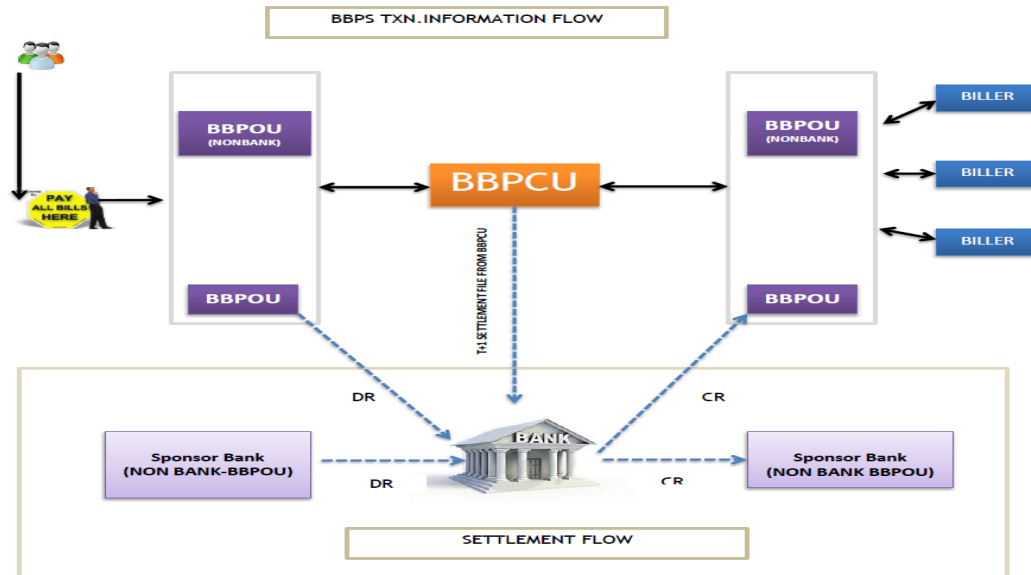 BBPS TXN.INFORMATION FLOW
BBPOU
(NONBANK)
BBPOU
(NONBANK)
BILLER
BBPCU
BILLER
PAY
ALL BILLS
HERE
BILLER
BBPOU
BBPOU
T+1 SETTLEMENT FILE FROM BBPCU
DR
CR
BANK
Sponsor Bank
(NON BANK-BBPOU)
Sponsor Bank
(NON BANK BBPOU)
DR
CR
SETTLEMENT FLOW